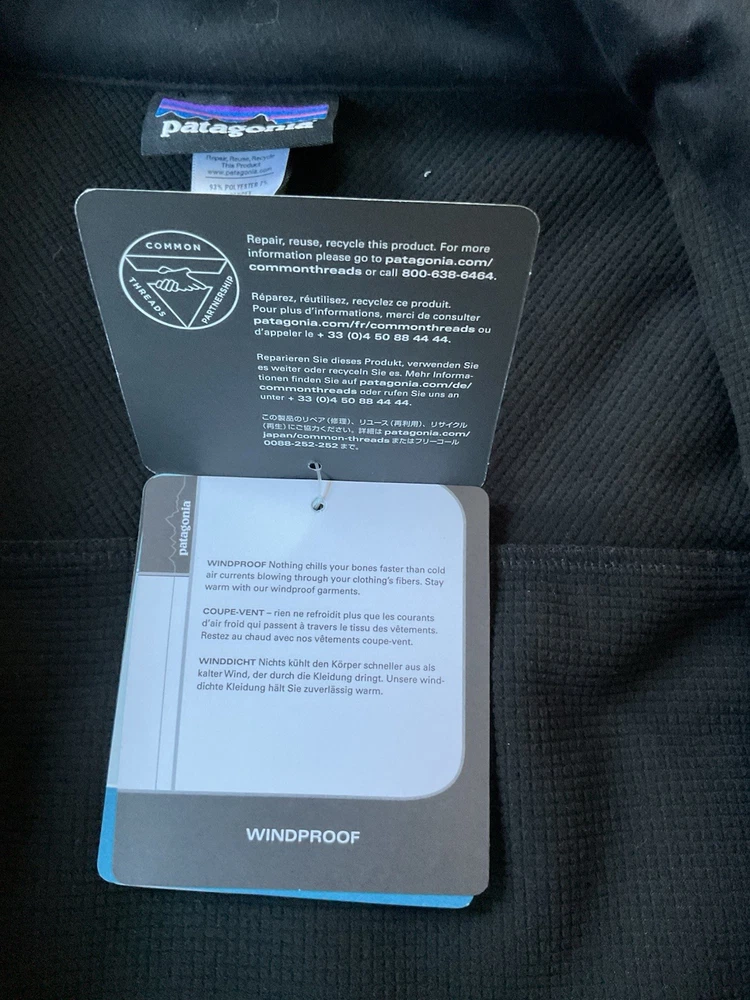 patagonia
Repair, Reuse, Recycle
This Product
www.patagonia.com
COMMON
THREADS
PARTNERSHIP
Repair, reuse, recycle this product. For more
information please go to patagonia.com/
commonthreads or call 800-638-6464.
Réparez, réutilisez, recyclez ce produit.
Pour plus d'informations, merci de consulter
patagonia.com/fr/commonthreads ou
d'appeler le + 33 (0)4 50 88 44 44.
Reparieren Sie dieses Produkt, verwenden Sie
es weiter oder recyceln Sie es. Mehr Informa-
tionen finden Sie auf patagonia.com/de/
commonthreads oder rufen Sie uns an
unter + 33 (0)4 50 88 44 44.
この製品のリペア(修理)、リユース(再利用)、リサイクル
(再生)にご協力ください。詳細は patagonia.com/
japan/common-threads またはフリーコール
0088-252-252 まで。
patagonia
WINDPROOF Nothing chills your bones faster than cold
air currents blowing through your clothing's fibers. Stay
warm with our windproof garments.
COUPE-VENT – rien ne refroidit plus que les courants
d'air froid qui passent à travers le tissu des vêtements.
Restez au chaud avec nos vêtements coupe-vent.
WINDDICHT Nichts kühlt den Körper schneller aus als
kalter Wind, der durch die Kleidung dringt. Unsere wind-
dichte Kleidung hält Sie zuverlässig warm.
WINDPROOF